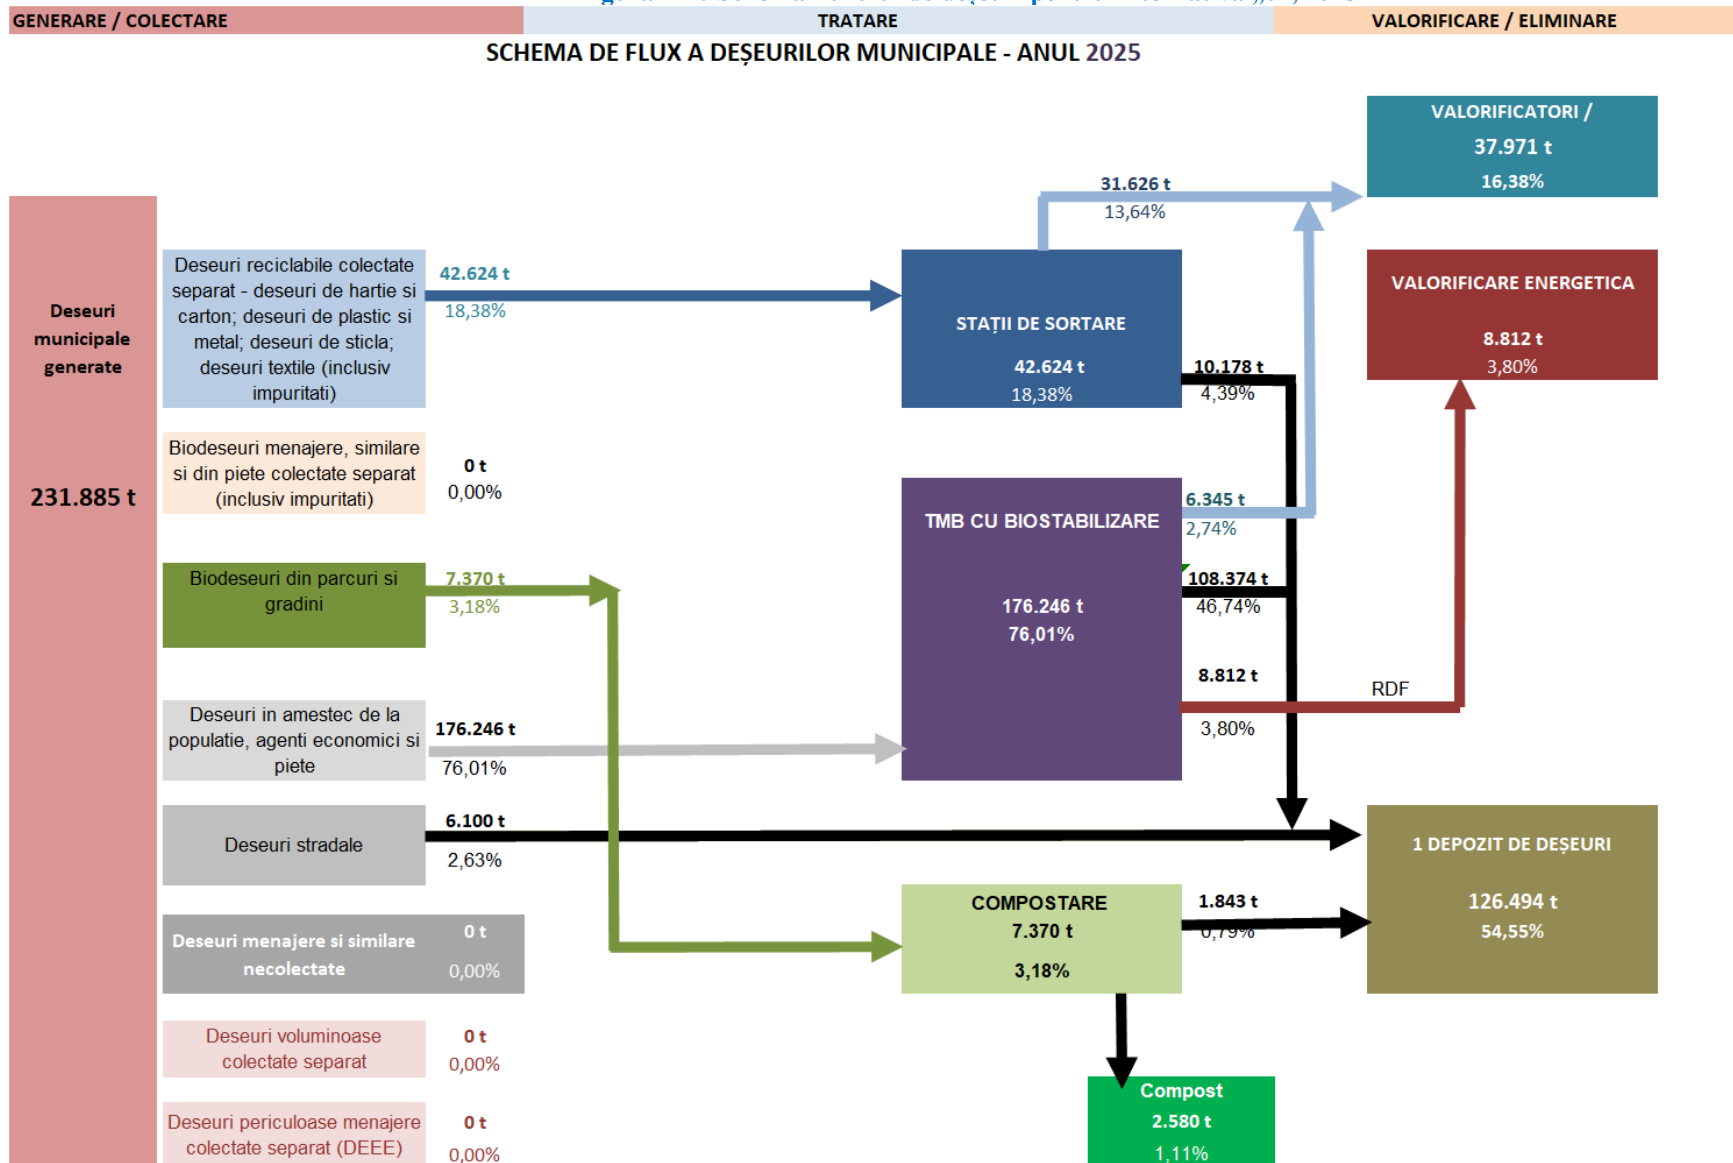 GENERARE / COLECTARE
TRATARE
VALORIFICARE / ELIMINARE
SCHEMA DE FLUX A DEȘEURILOR MUNICIPALE - ANUL 2025
VALORIFICATORI /
37.971 t
16,38%
31.626 t
13,64%
Deseuri municipale generate
231.885 t
Deseuri reciclabile colectate
separat - deseuri de hartie si
carton; deseuri de plastic si
metal; deseuri de sticla;
deseuri textile (inclusiv
impuritati)
42.624 t
18,38%
STAȚII DE SORTARE
42.624 t
18,38%
10.178 t
4,39%
VALORIFICARE ENERGETICA
8.812 t
3,80%
Biodeseuri menajere, similare
si din piete colectate separat
(inclusiv impuritati)
0 t
0,00%
TMB CU BIOSTABILIZARE
176.246 t
76,01%
6.345 t
2,74%
108.374 t
46,74%
8.812 t
3,80%
RDF
Biodeseuri din parcuri si
gradini
7.370 t
3,18%
Deseuri in amestec de la
populatie, agenti economici si
piete
176.246 t
76,01%
Deseuri stradale
6.100 t
2,63%
1 DEPOZIT DE DEȘEURI
126.494 t
54,55%
COMPOSTARE
7.370 t
3,18%
1.843 t
0,79%
Deseuri menajere si similare
necolectate
0 t
0,00%
Deseuri voluminoase
colectate separat
0 t
0,00%
Compost
2.580 t
1,11%
Deseuri periculoase menajere
colectate separat (DEEE)
0 t
0,00%